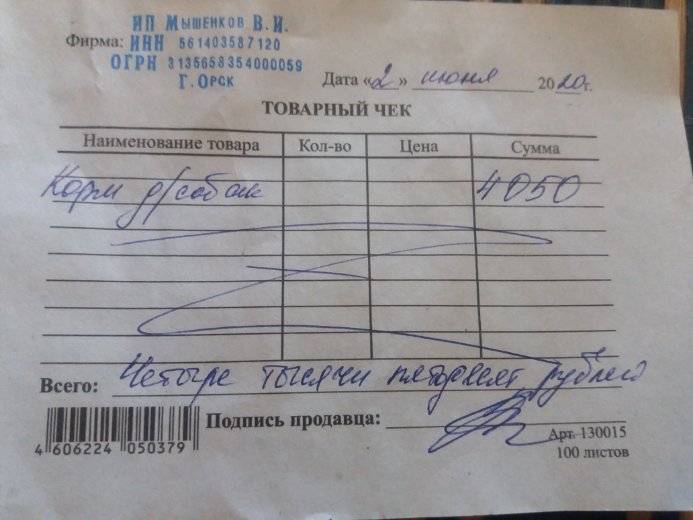 ИП Мышенков В.И.
Фирма: ИНН 561403587120
ОГРН 313565835400059
Г. Орск
Дата «2» июня 2020г.
ТОВАРНЫЙ ЧЕК
Наименование товара Кол-во Цена Сумма
Корм д/собак 4050
Всего: Четыре тысячи пятьдесят рублей
Подпись продавца:
4 606224 050379
Арт. 130015
100 листов